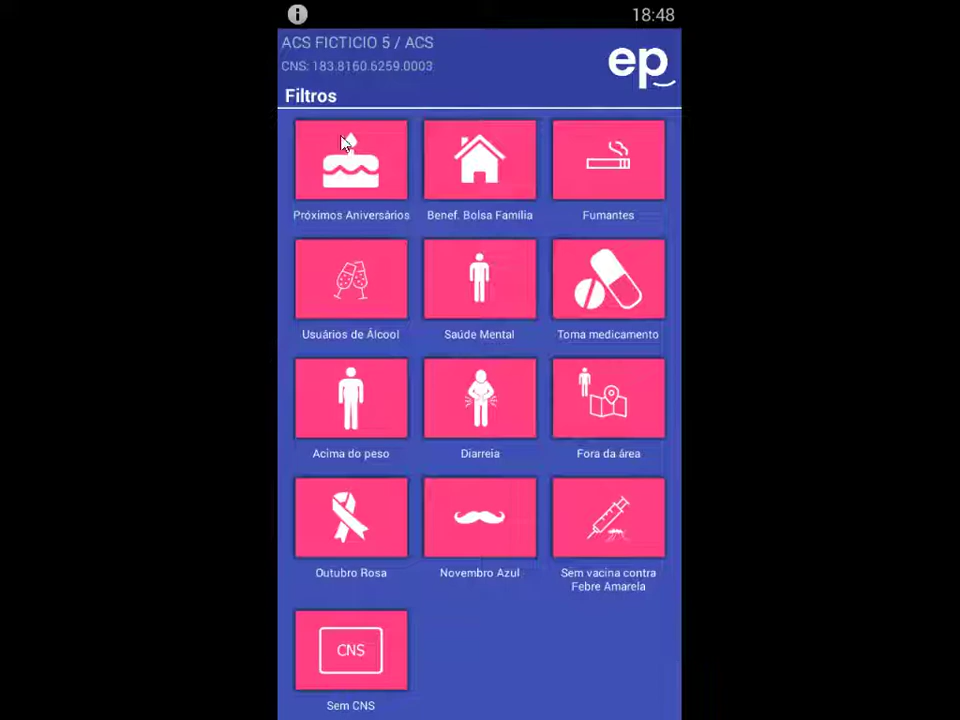 18:48
ACS FICTICIO 5 / ACS
CNS: 183.8160.6259.0003
ep
Filtros
Próximos Aniversários
Benef. Bolsa Família
Fumantes
Usuários de Álcool
Saúde Mental
Toma medicamento
Acima do peso
Diarreia
Fora da área
Outubro Rosa
Novembro Azul
Sem vacina contra
Febre Amarela
CNS
Sem CNS